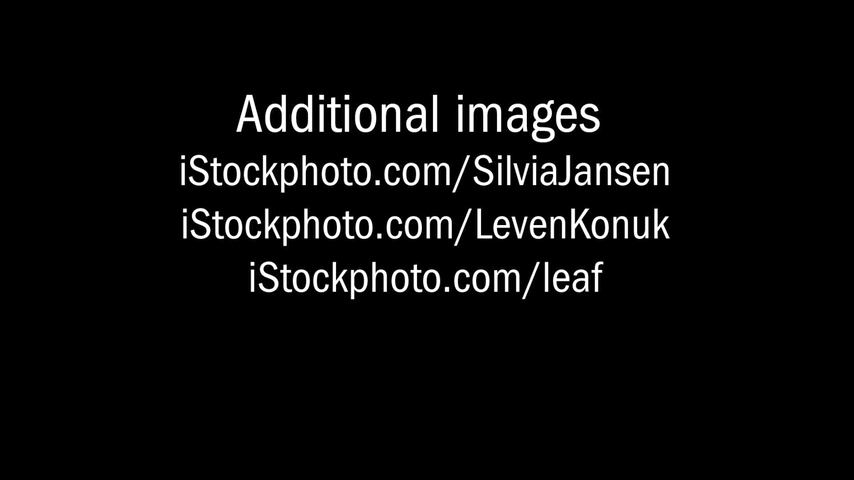 Additional images
iStockphoto.com/SilviaJansen
iStockphoto.com/LevenKonuk
iStockphoto.com/leaf